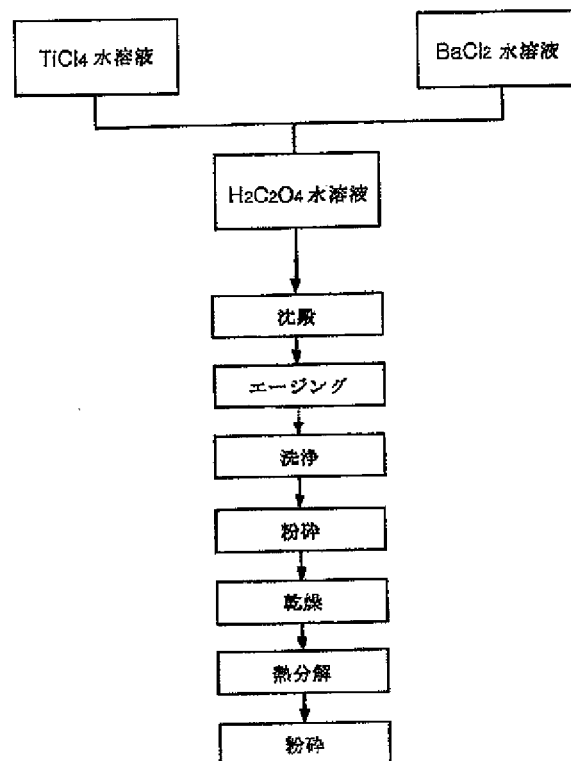 TiCl4 水溶液
BaCl2 水溶液
H2C2O4 水溶液
沈殿
エージング
洗浄
粉砕
乾燥
熱分解
粉砕